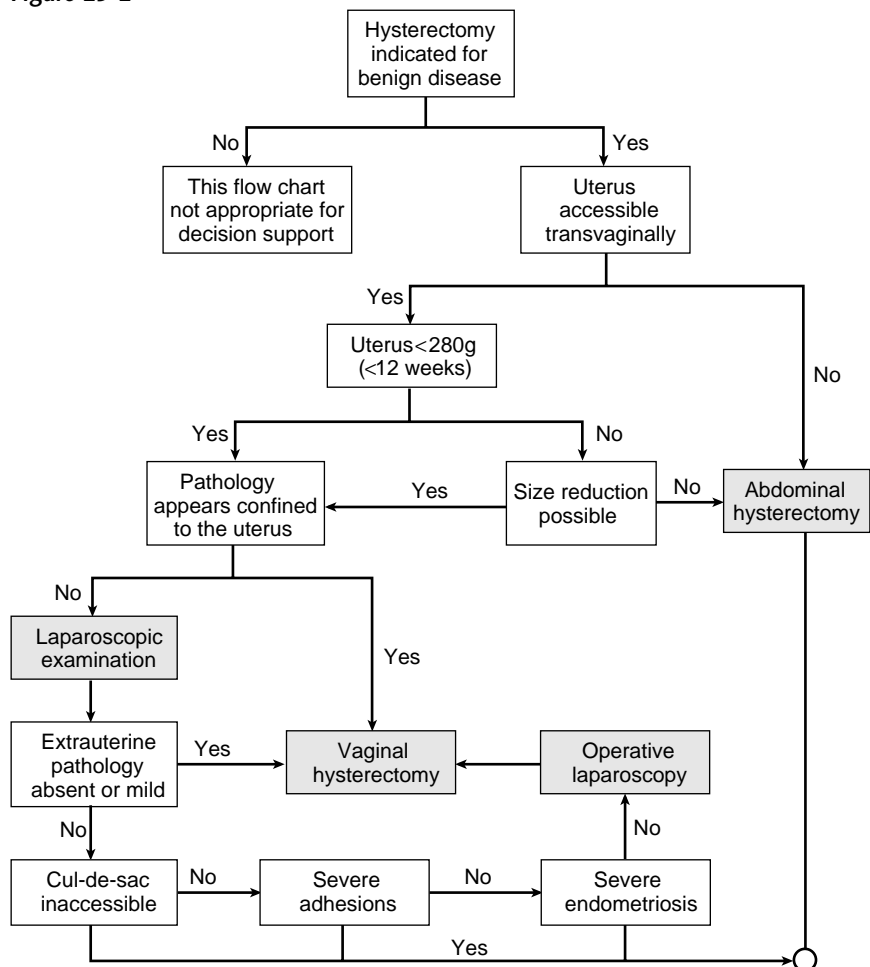 Hysterectomy
indicated for
benign disease
No
Yes
This flow chart
not appropriate for
decision support
Uterus
accessible
transvaginally
Yes
No
Uterus<280g
(<12 weeks)
Yes
No
Pathology
appears confined
to the uterus
Yes
Size reduction
possible
No
Abdominal
hysterectomy
No
Yes
Laparoscopic
examination
Extrauterine
pathology
absent or mild
Yes
Vaginal
hysterectomy
Operative
laparoscopy
No
No
Cul-de-sac
inaccessible
No
Severe
adhesions
No
Severe
endometriosis
Yes